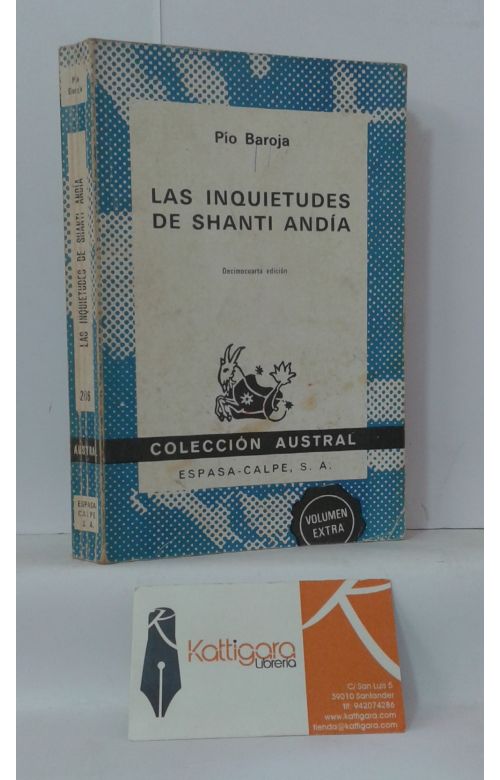 Pío
Baroja
LAS INQUIETUDES DE SHANTI ANDÍA
206
AUSTRAL
ESPASA-
CALPE
S. A.
Pío Baroja
LAS INQUIETUDES
DE SHANTI ANDÍA
Decimocuarta edición
COLECCIÓN AUSTRAL
ESPASA-CALPE, S. A.
VOLUMEN
EXTRA
Kattigara
Librería
C/ San Luis 5
39010 Santander
tlf: 942074286
www.kattigara.com
tienda@kattigara.com